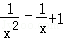 1/x² − 1/x + 1